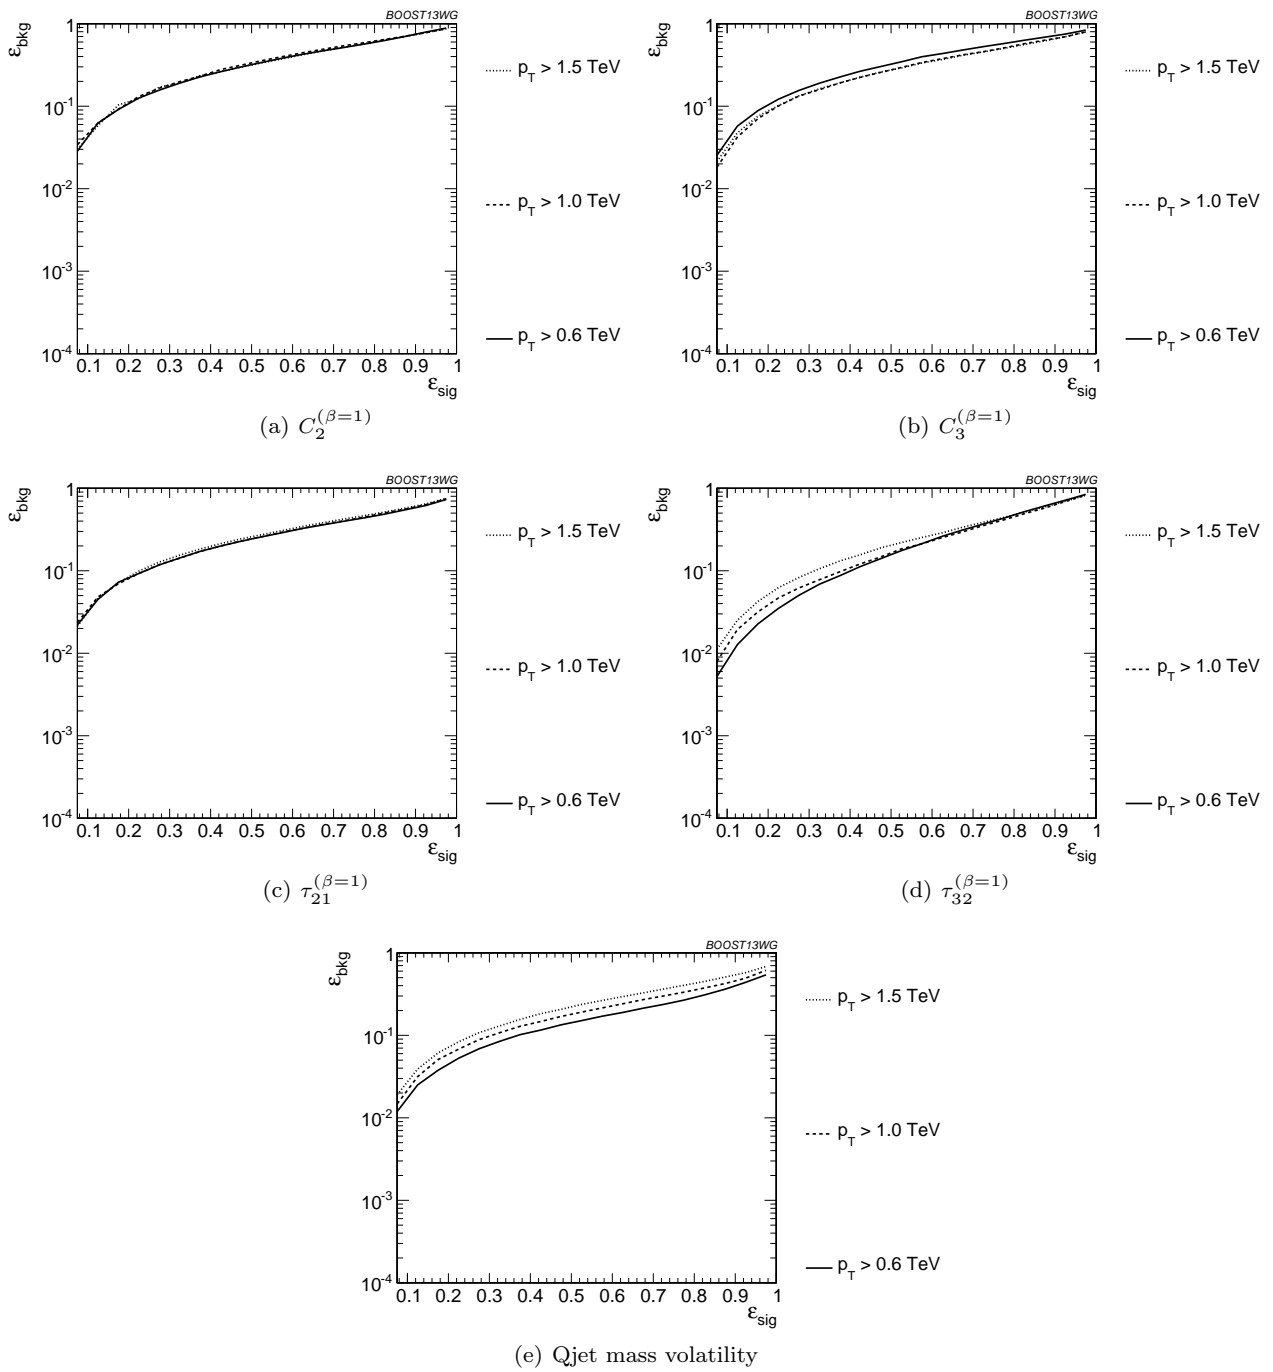 BOOST13WG
ε_bkg
1
10^-1
10^-2
10^-3
10^-4
0.1 0.2 0.3 0.4 0.5 0.6 0.7 0.8 0.9 1
ε_sig
p_T > 1.5 TeV
p_T > 1.0 TeV
p_T > 0.6 TeV
(a) C_2^(β=1)
BOOST13WG
ε_bkg
1
10^-1
10^-2
10^-3
10^-4
0.1 0.2 0.3 0.4 0.5 0.6 0.7 0.8 0.9 1
ε_sig
p_T > 1.5 TeV
p_T > 1.0 TeV
p_T > 0.6 TeV
(b) C_3^(β=1)
BOOST13WG
ε_bkg
1
10^-1
10^-2
10^-3
10^-4
0.1 0.2 0.3 0.4 0.5 0.6 0.7 0.8 0.9 1
ε_sig
p_T > 1.5 TeV
p_T > 1.0 TeV
p_T > 0.6 TeV
(c) τ_21^(β=1)
BOOST13WG
ε_bkg
1
10^-1
10^-2
10^-3
10^-4
0.1 0.2 0.3 0.4 0.5 0.6 0.7 0.8 0.9 1
ε_sig
p_T > 1.5 TeV
p_T > 1.0 TeV
p_T > 0.6 TeV
(d) τ_32^(β=1)
BOOST13WG
ε_bkg
1
10^-1
10^-2
10^-3
10^-4
0.1 0.2 0.3 0.4 0.5 0.6 0.7 0.8 0.9 1
ε_sig
p_T > 1.5 TeV
p_T > 1.0 TeV
p_T > 0.6 TeV
(e) Qjet mass volatility